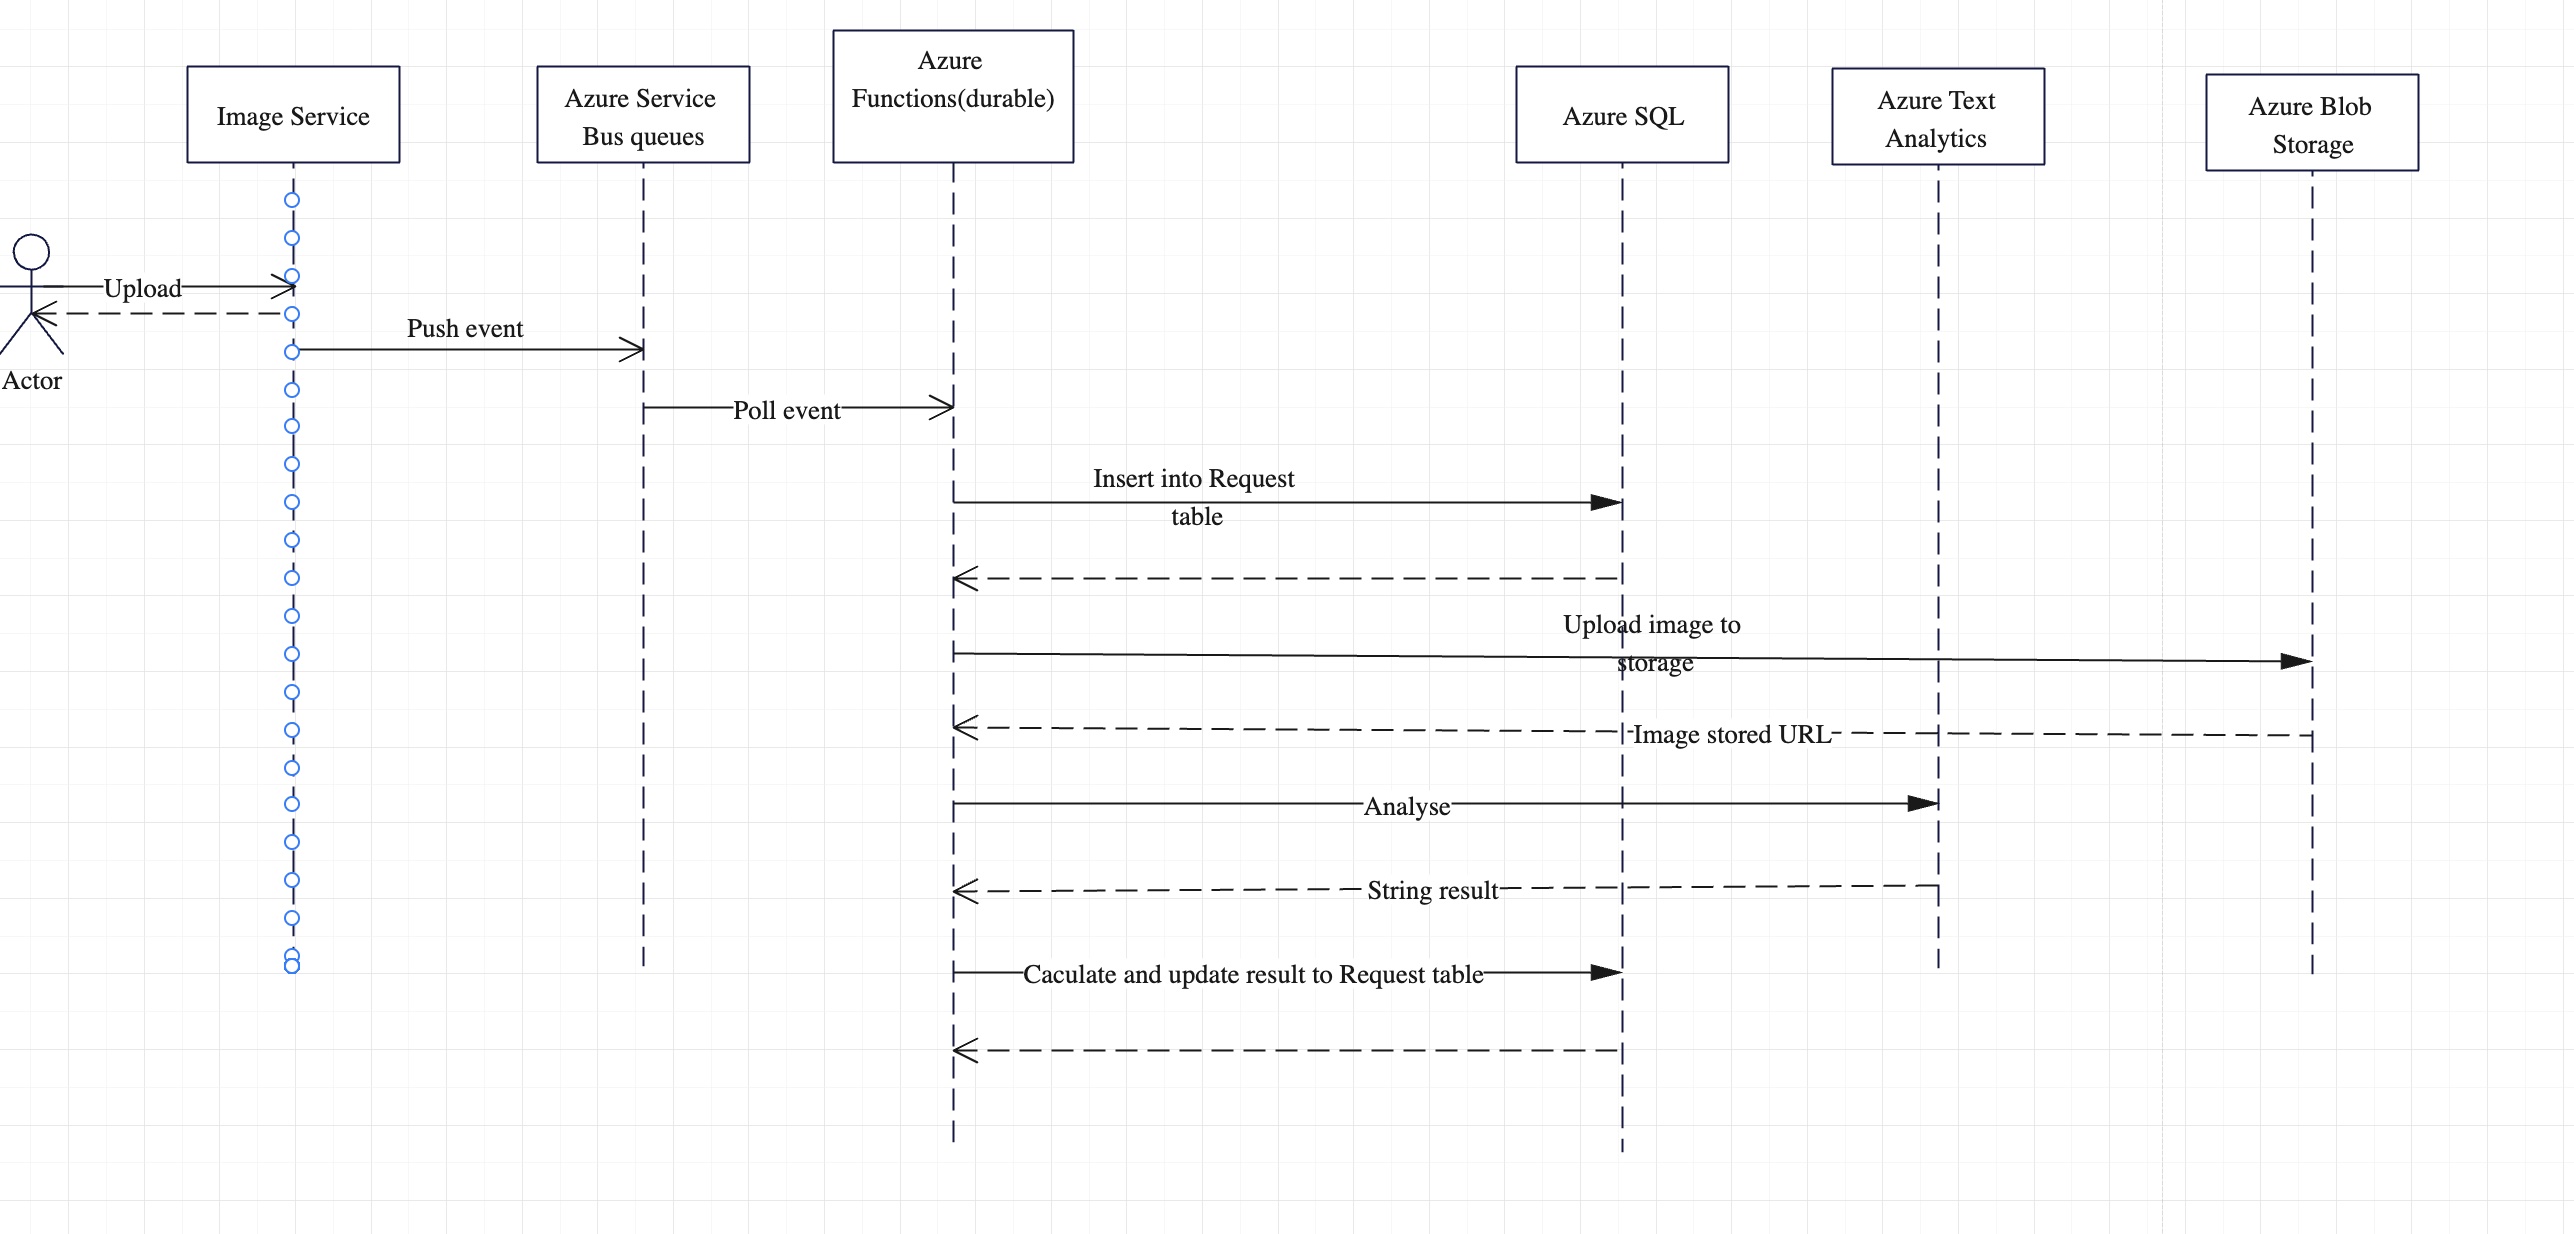 Image Service
Azure Service
Bus queues
Azure
Functions(durable)
Azure SQL
Azure Text
Analytics
Azure Blob
Storage
Upload
Actor
Push event
Poll event
Insert into Request
table
Upload image to
storage
Image stored URL
Analyse
String result
Caculate and update result to Request table